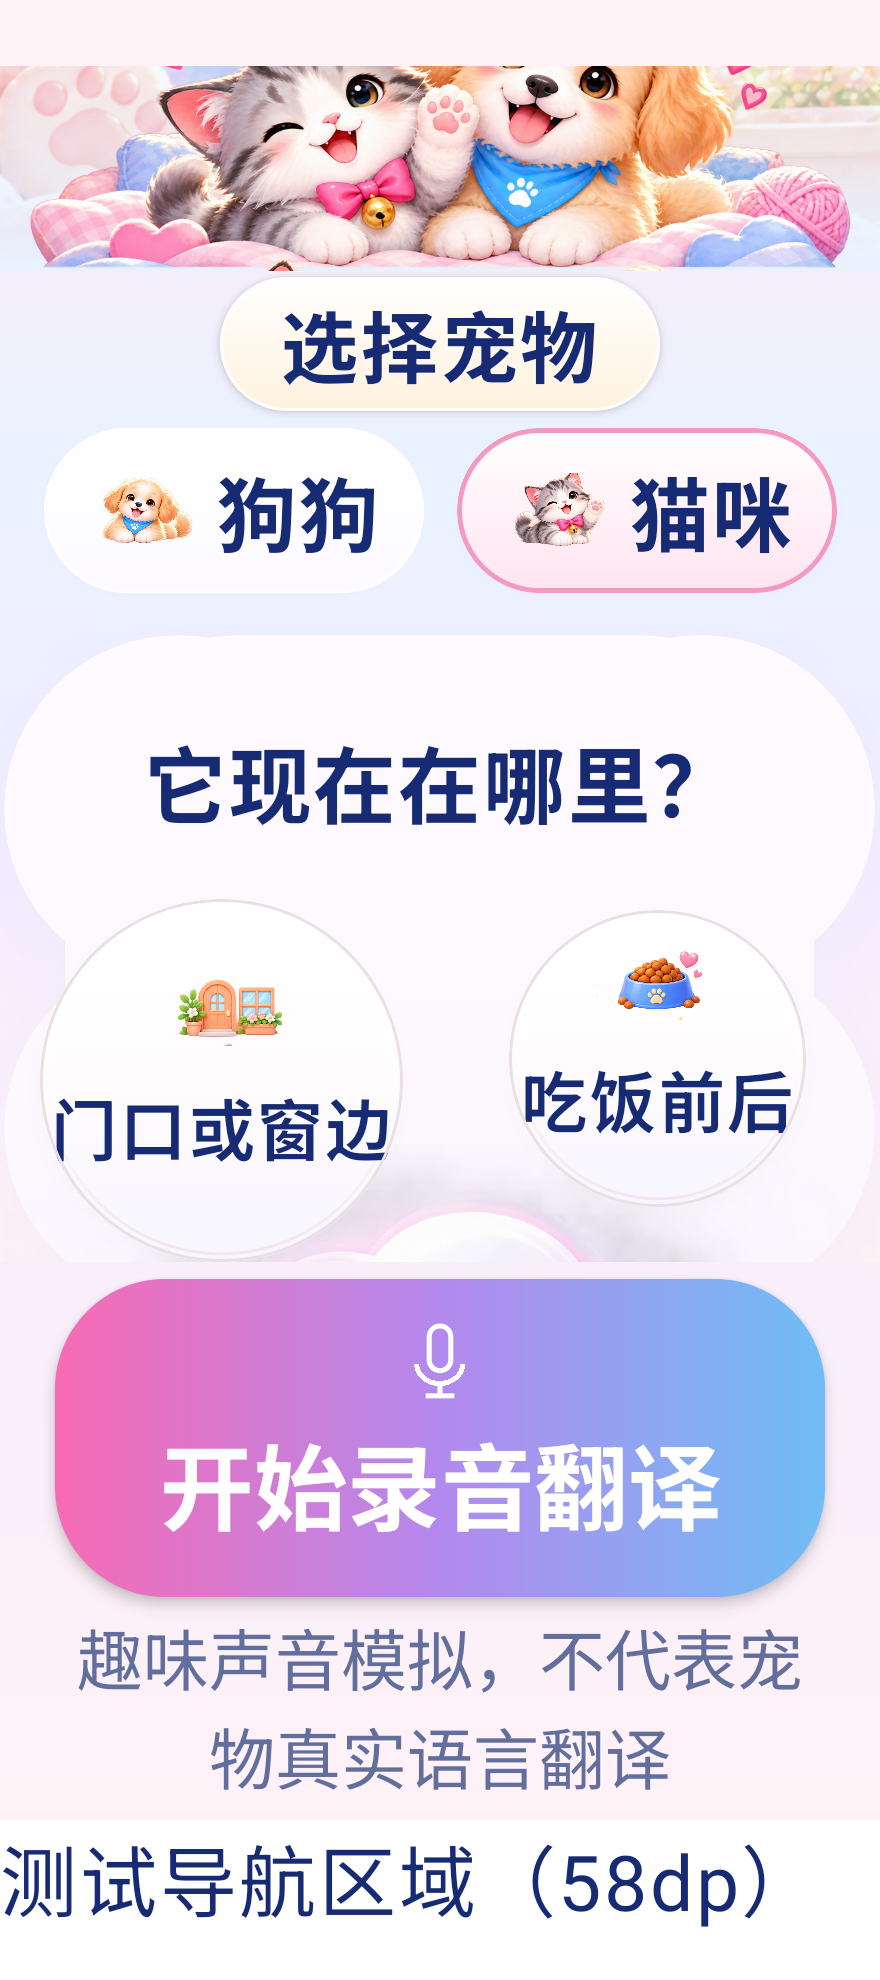 选择宠物
狗狗
猫咪
它现在在哪里？
门口或窗边
吃饭前后
开始录音翻译
趣味声音模拟，不代表宠
物真实语言翻译
测试导航区域（58dp）